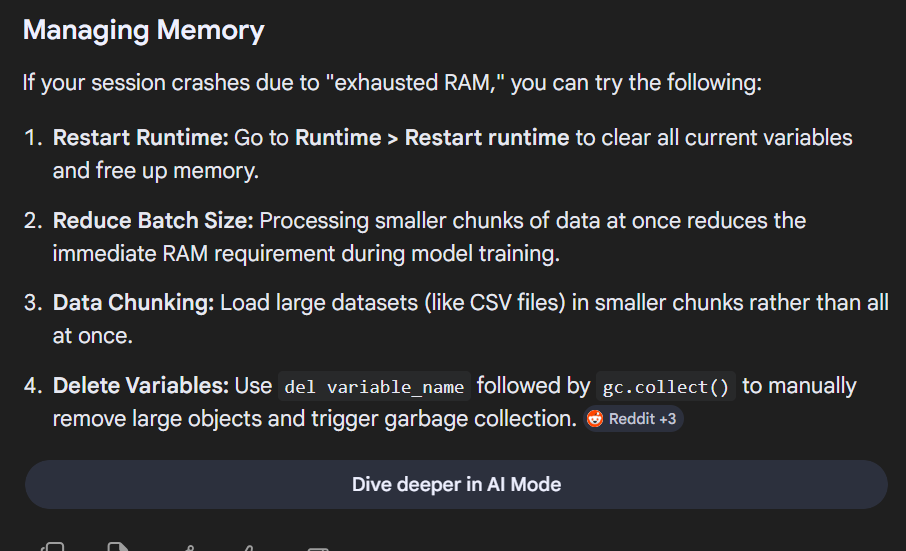 Managing Memory
If your session crashes due to "exhausted RAM," you can try the following:
1. Restart Runtime: Go to Runtime > Restart runtime to clear all current variables
and free up memory.
2. Reduce Batch Size: Processing smaller chunks of data at once reduces the
immediate RAM requirement during model training.
3. Data Chunking: Load large datasets (like CSV files) in smaller chunks rather than all
at once.
4. Delete Variables: Use del variable_name followed by gc.collect() to manually
remove large objects and trigger garbage collection. Reddit +3
Dive deeper in AI Mode